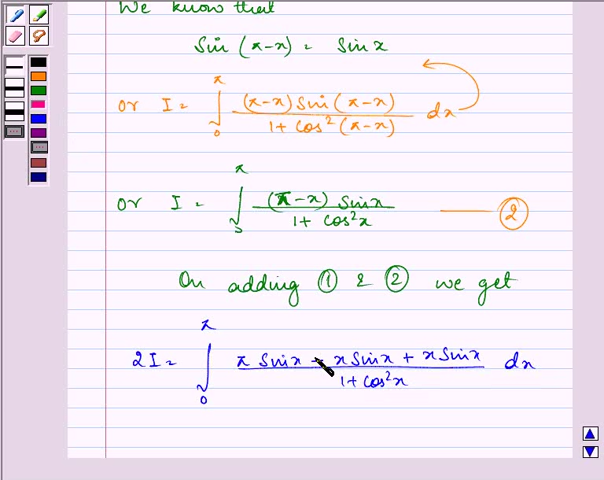 We know that
Sin (π-x) = Sin x
or I = ∫₀^π (π-x) Sin (π-x) / 1 + Cos² (π-x) dx
or I = ∫₀^π (π-x) Sin x / 1 + Cos²x — ②
On adding ① & ② we get
2I = ∫₀^π π Sin x - x Sin x + x Sin x / 1 + Cos²x dx